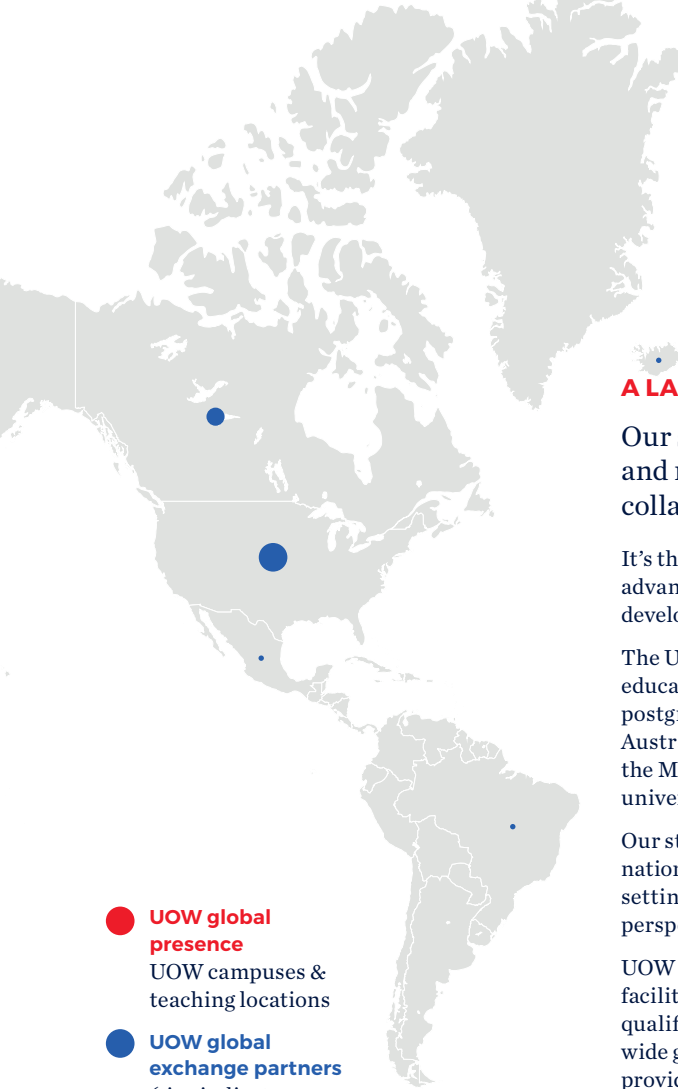 A LA
Our
and
colla
It's th
advan
develo
The U
educa
postg
Austr
the M
unive
Our st
nation
settin
persp
UOW
facilit
qualif
wide g
provid
UOW global
presence
UOW campuses &
teaching locations
UOW global
exchange partners